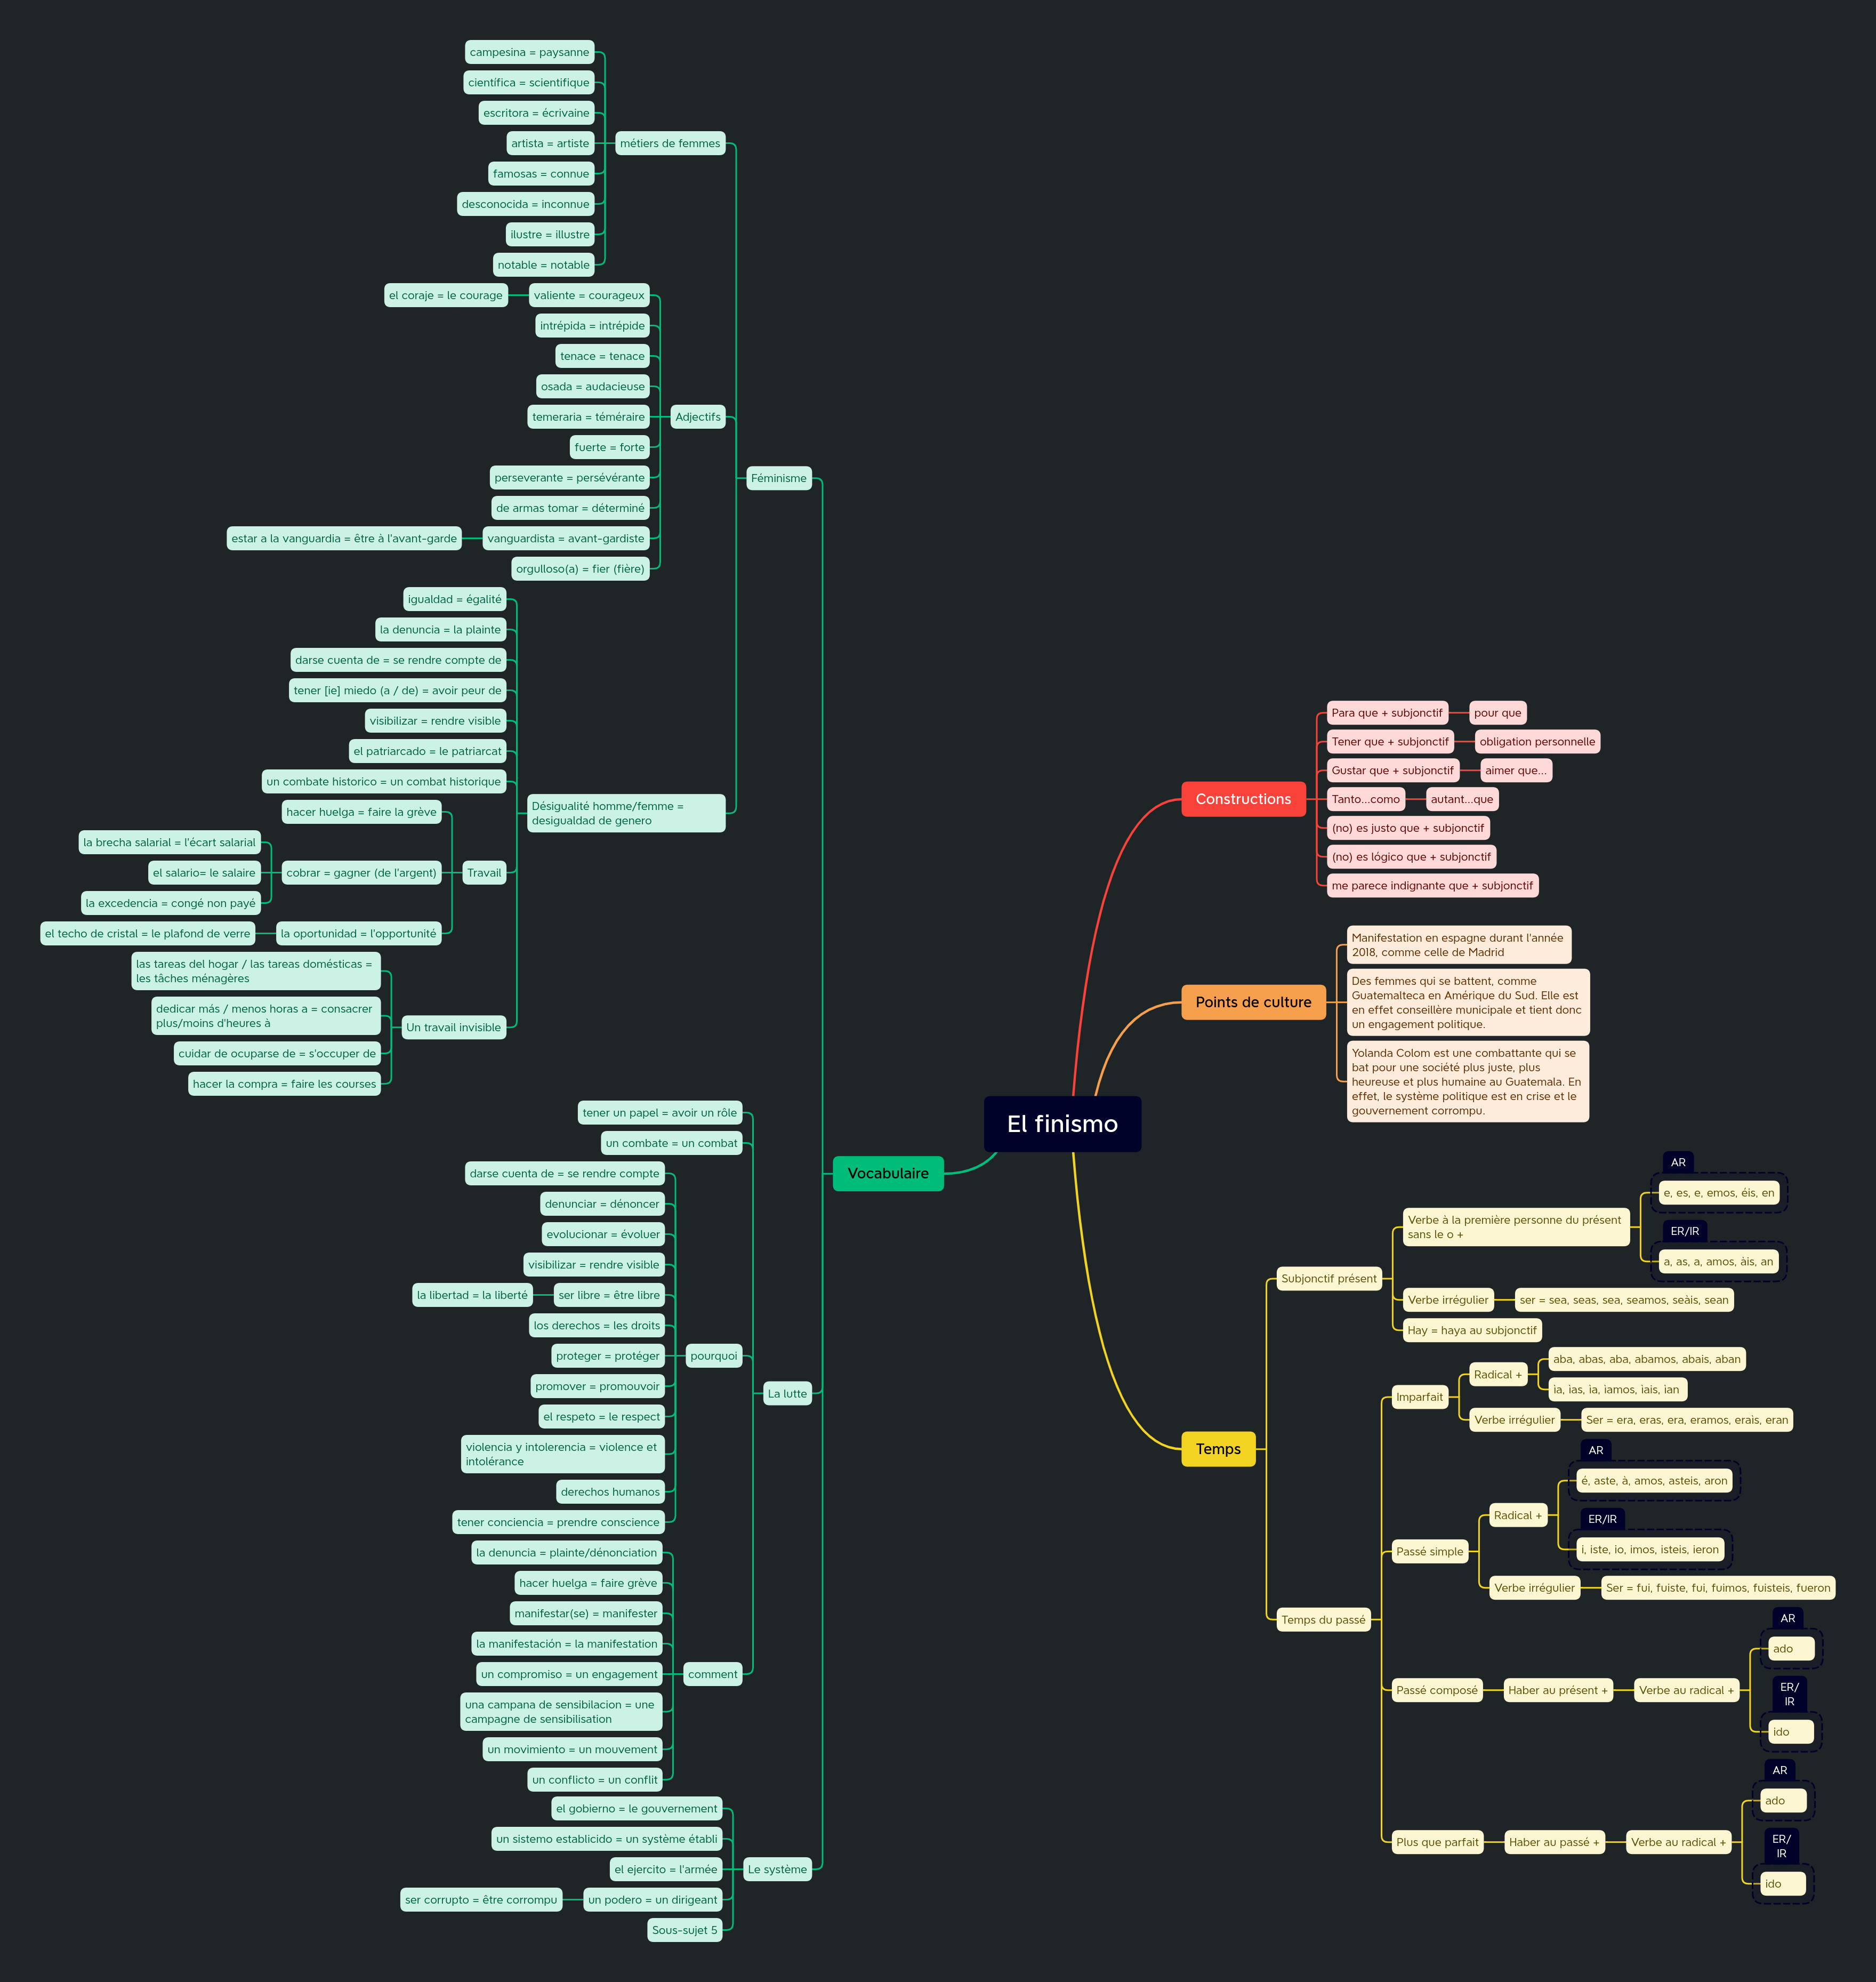 El finismo
Constructions
Para que + subjonctif
pour que
Tener que + subjonctif
obligation personnelle
Gustar que + subjonctif
aimer que...
Tanto...como
autant...que
(no) es justo que + subjonctif
(no) es lógico que + subjonctif
me parece indignante que + subjonctif
Points de culture
Manifestation en espagne durant l'année
2018, comme celle de Madrid
Des femmes qui se battent, comme
Guatemalteca en Amérique du Sud. Elle est
en effet conseillère municipale et tient donc
un engagement politique.
Yolanda Colom est une combattante qui se
bat pour une société plus juste, plus
heureuse et plus humaine au Guatemala. En
effet, le système politique est en crise et le
gouvernement corrompu.
Temps
Subjonctif présent
Verbe à la première personne du présent
sans le o +
AR
e, es, e, emos, éis, en
ER/IR
a, as, a, amos, àis, an
Verbe irrégulier
ser = sea, seas, sea, seamos, seàis, sean
Hay = haya au subjonctif
Temps du passé
Imparfait
Radical +
aba, abas, aba, abamos, abais, aban
ìa, ìas, ìa, ìamos, ìais, ìan
Verbe irrégulier
Ser = era, eras, era, eramos, erais, eran
Passé simple
Radical +
AR
é, aste, à, amos, asteis, aron
ER/IR
i, iste, io, imos, isteis, ieron
Verbe irrégulier
Ser = fui, fuiste, fui, fuimos, fuisteis, fueron
Passé composé
Haber au présent +
Verbe au radical +
AR
ado
ER/
IR
ido
Plus que parfait
Haber au passé +
Verbe au radical +
AR
ado
ER/
IR
ido
Vocabulaire
Féminisme
métiers de femmes
campesina = paysanne
científica = scientifique
escritora = écrivaine
artista = artiste
famosas = connue
desconocida = inconnue
ilustre = illustre
notable = notable
Adjectifs
valiente = courageux
el coraje = le courage
intrépida = intrépide
tenace = tenace
osada = audacieuse
temeraria = téméraire
fuerte = forte
perseverante = persévérante
de armas tomar = déterminé
vanguardista = avant-gardiste
estar a la vanguardia = être à l'avant-garde
orgulloso(a) = fier (fière)
Désigualité homme/femme =
desigualdad de genero
igualdad = égalité
la denuncia = la plainte
darse cuenta de = se rendre compte de
tener [ie] miedo (a / de) = avoir peur de
visibilizar = rendre visible
el patriarcado = le patriarcat
un combate historico = un combat historique
Travail
hacer huelga = faire la grève
cobrar = gagner (de l'argent)
la brecha salarial = l'écart salarial
el salario= le salaire
la excedencia = congé non payé
la oportunidad = l'opportunité
el techo de cristal = le plafond de verre
Un travail invisible
las tareas del hogar / las tareas domésticas =
les tâches ménagères
dedicar más / menos horas a = consacrer
plus/moins d'heures à
cuidar de ocuparse de = s'occuper de
hacer la compra = faire les courses
La lutte
tener un papel = avoir un rôle
un combate = un combat
pourquoi
darse cuenta de = se rendre compte
denunciar = dénoncer
evolucionar = évoluer
visibilizar = rendre visible
ser libre = être libre
la libertad = la liberté
los derechos = les droits
proteger = protéger
promover = promouvoir
el respeto = le respect
violencia y intolerencia = violence et
intolérance
derechos humanos
tener conciencia = prendre conscience
comment
la denuncia = plainte/dénonciation
hacer huelga = faire grève
manifestar(se) = manifester
la manifestación = la manifestation
un compromiso = un engagement
una campana de sensibilacion = une
campagne de sensibilisation
un movimiento = un mouvement
un conflicto = un conflit
Le système
el gobierno = le gouvernement
un sistemo establicido = un système établi
el ejercito = l'armée
un podero = un dirigeant
ser corrupto = être corrompu
Sous-sujet 5